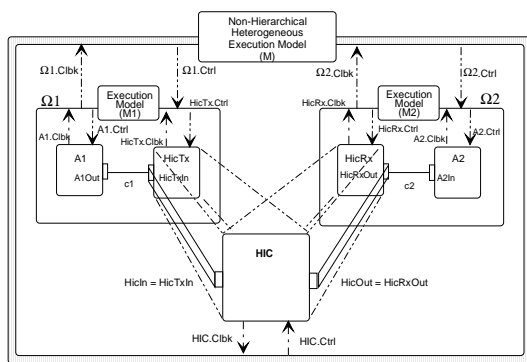 Non-Hierarchical
Heterogeneous
Execution Model
(M)
Ω1.Clbk
Ω1.Ctrl
Ω2.Clbk
Ω2.Ctrl
Ω1
Execution
Model
(M1)
HicTx.Ctrl
HicRx.Clbk
Execution
Model
(M2)
Ω2
A1.Clbk
A1.Ctrl
HicTx.Clbk
HicRx.Ctrl
A2.Clbk
A2.Ctrl
A1
A1Out
HicTx
HicTxIn
c1
HicRx
HicRxOut
A2
A2In
c2
HIC
HicIn = HicTxIn
HicOut = HicRxOut
HIC.Clbk
HIC.Ctrl